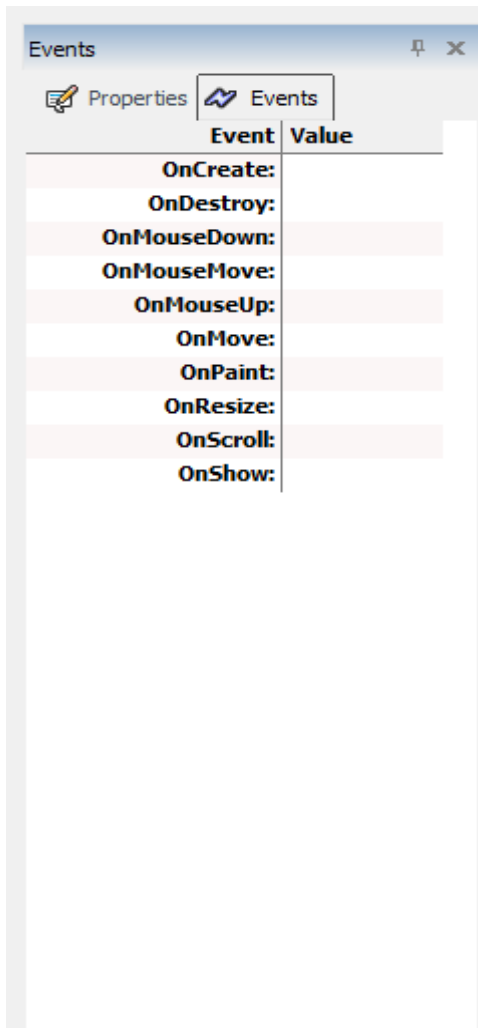 Events
Properties Events
Event Value
OnCreate:
OnDestroy:
OnMouseDown:
OnMouseMove:
OnMouseUp:
OnMove:
OnPaint:
OnResize:
OnScroll:
OnShow: